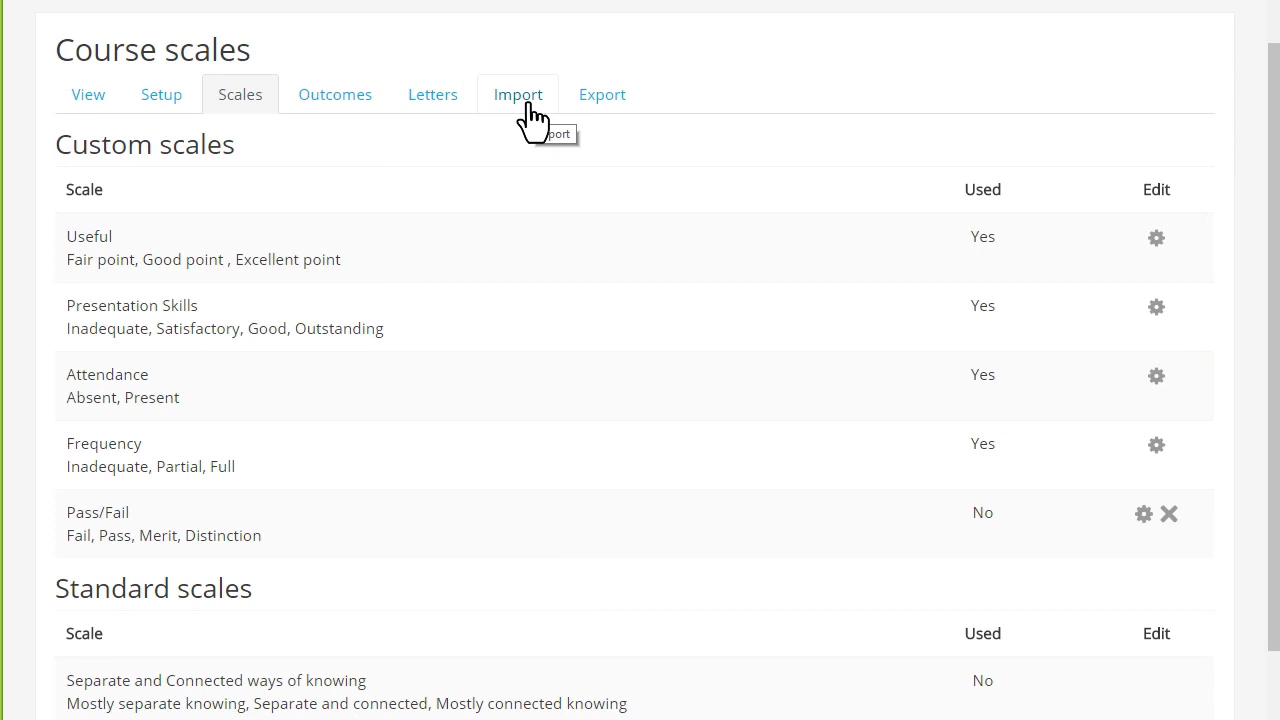 Course scales
View Setup Scales Outcomes Letters Import Export
port
Custom scales
Scale Used Edit
Useful Yes
Fair point, Good point , Excellent point
Presentation Skills Yes
Inadequate, Satisfactory, Good, Outstanding
Attendance Yes
Absent, Present
Frequency Yes
Inadequate, Partial, Full
Pass/Fail No
Fail, Pass, Merit, Distinction
Standard scales
Scale Used Edit
Separate and Connected ways of knowing No
Mostly separate knowing, Separate and connected, Mostly connected knowing